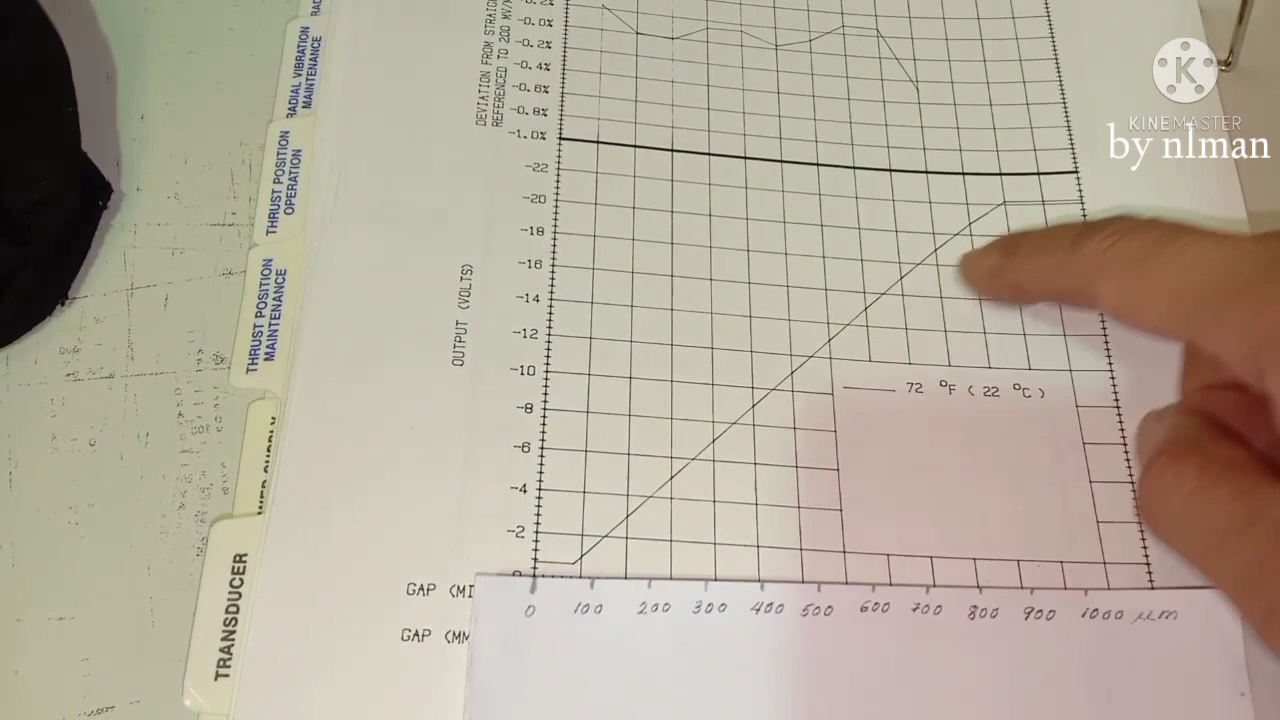 DEVIATION FROM STRAIG
REFERENCED TO 200 MV/
-0.0%
-0.2%
-0.4%
-0.6%
-0.8%
-1.0%
-22
-20
-18
-16
-14
-12
-10
-8
-6
-4
-2
0
OUTPUT (VOLTS)
72 °F ( 22 °C )
GAP (MI
GAP (MM
0 100 200 300 400 500 600 700 800 900 1000 µm
RADIAL VIBRATION
MAINTENANCE
THRUST POSITION
OPERATION
THRUST POSITION
MAINTENANCE
TRANSDUCER
K
KINEMASTER
by nlman